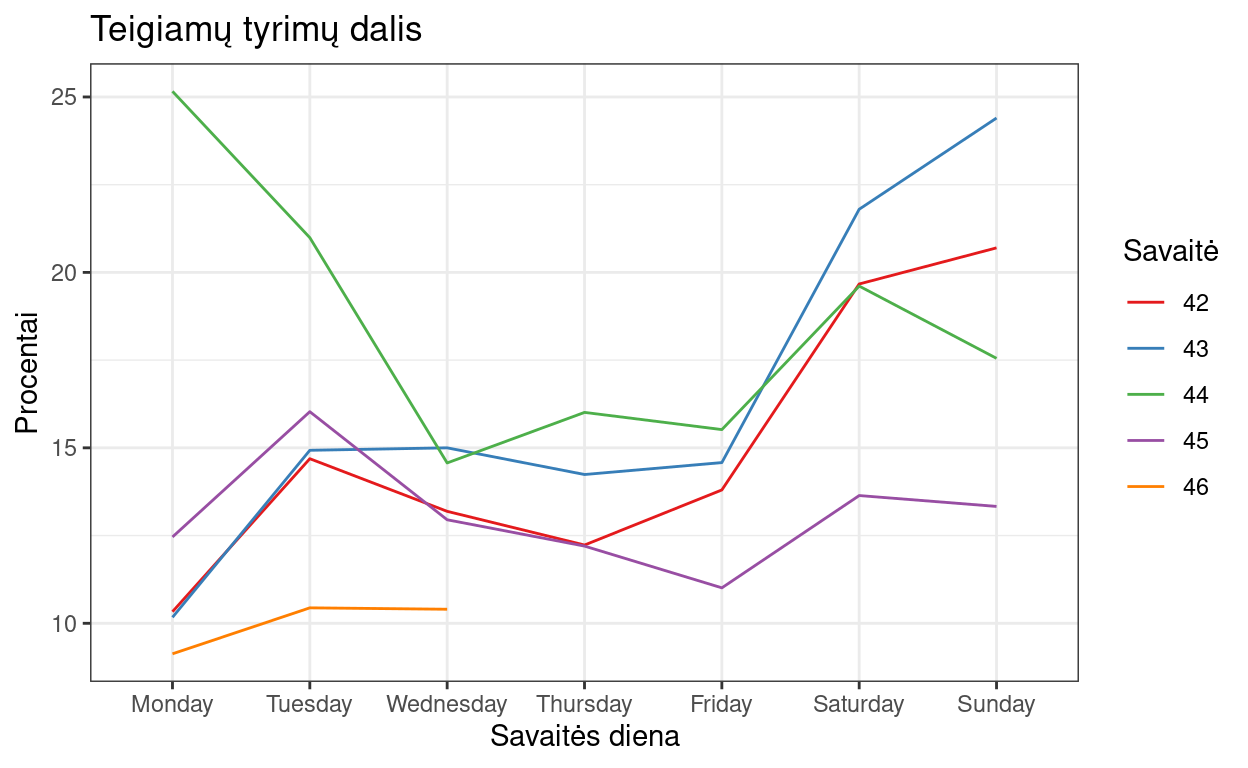 Teigiamų tyrimų dalis
Procentai
25
20
15
10
Monday Tuesday Wednesday Thursday Friday Saturday Sunday
Savaitės diena
Savaitė
42
43
44
45
46